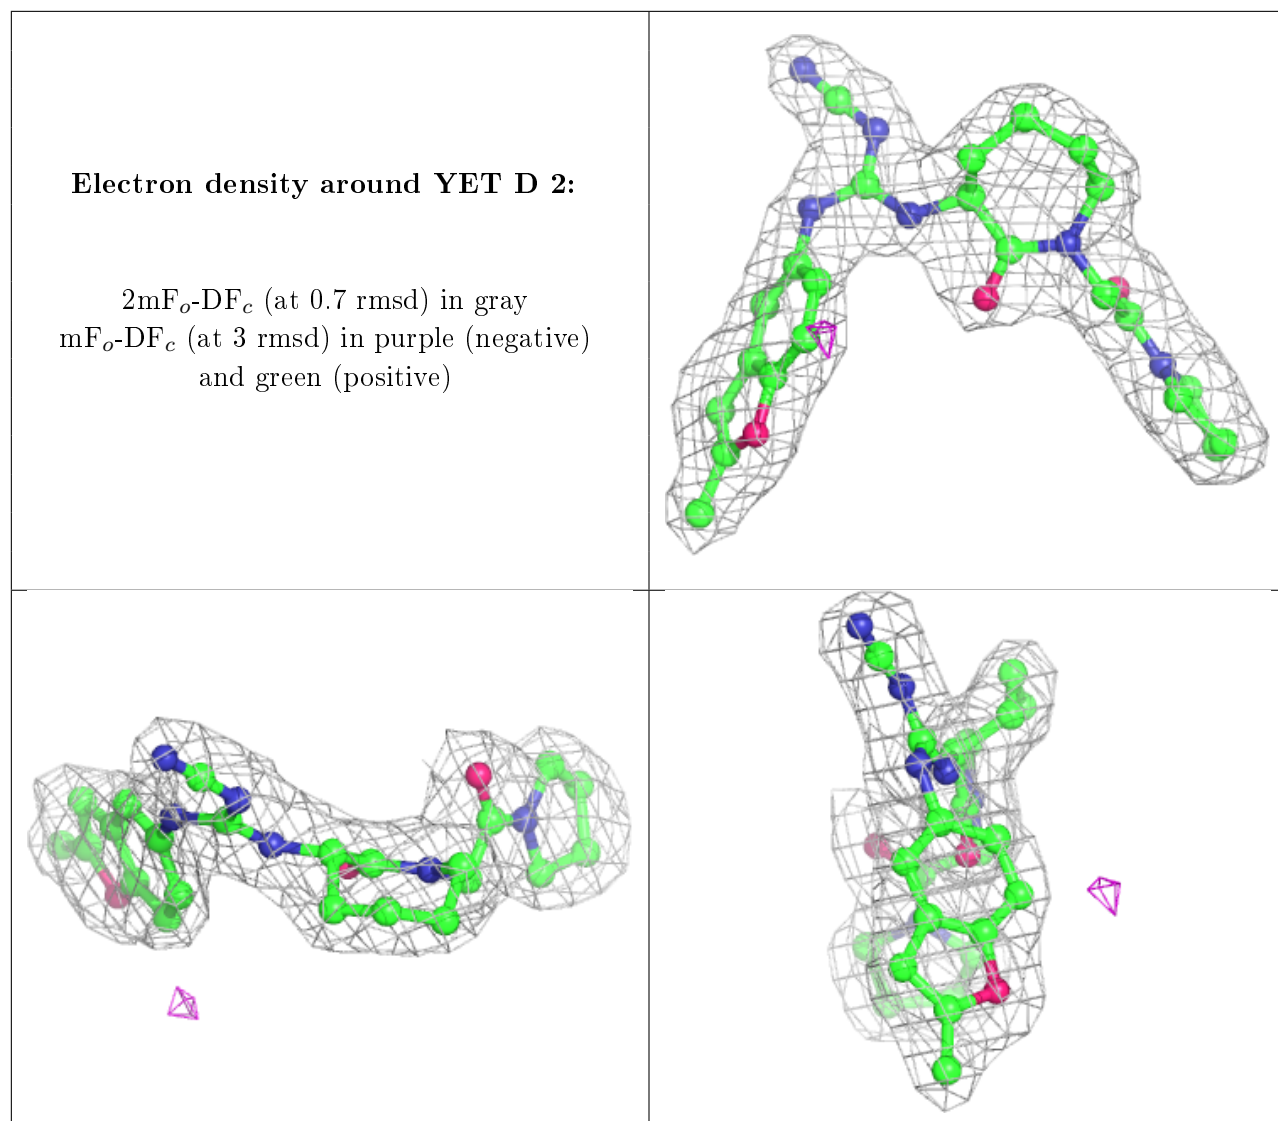 Electron density around YET D 2:
2mFₒ-DF𝒸 (at 0.7 rmsd) in gray
mFₒ-DF𝒸 (at 3 rmsd) in purple (negative)
and green (positive)